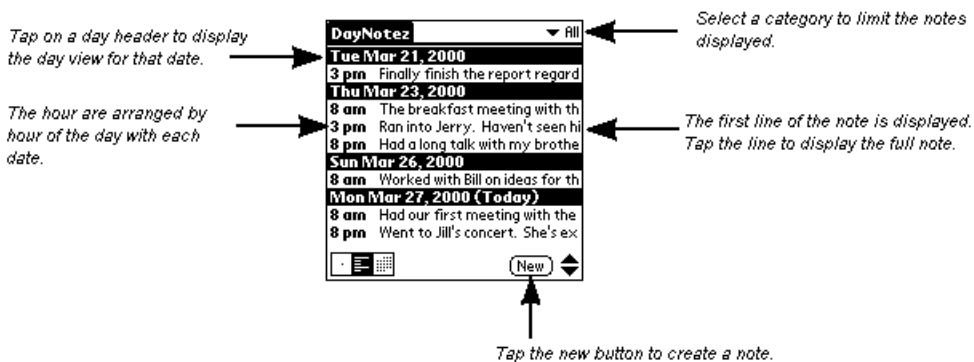 Tap on a day header to display
the day view for that date.
The hour are arranged by
hour of the day with each
date.
DayNotez
All
Tue Mar 21, 2000
3 pm Finally finish the report regard
Thu Mar 23, 2000
8 am The breakfast meeting with th
3 pm Ran into Jerry. Haven't seen hi
8 pm Had a long talk with my brothe
Sun Mar 26, 2000
8 am Worked with Bill on ideas for th
Mon Mar 27, 2000 (Today)
8 am Had our first meeting with the
8 pm Went to Jill's concert. She's ex
New
Select a category to limit the notes
displayed.
The first line of the note is displayed.
Tap the line to display the full note.
Tap the new button to create a note.